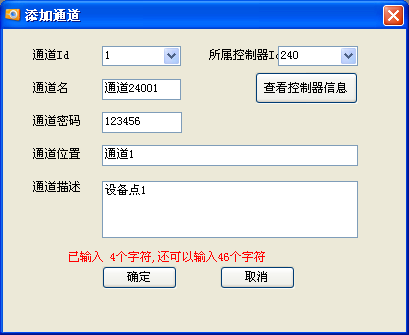 添加通道
通道Id 1 所属控制器Id 240
通道名 通道24001 查看控制器信息
通道密码 123456
通道位置 通道1
通道描述 设备点1
已输入 4个字符,还可以输入46个字符
确定 取消